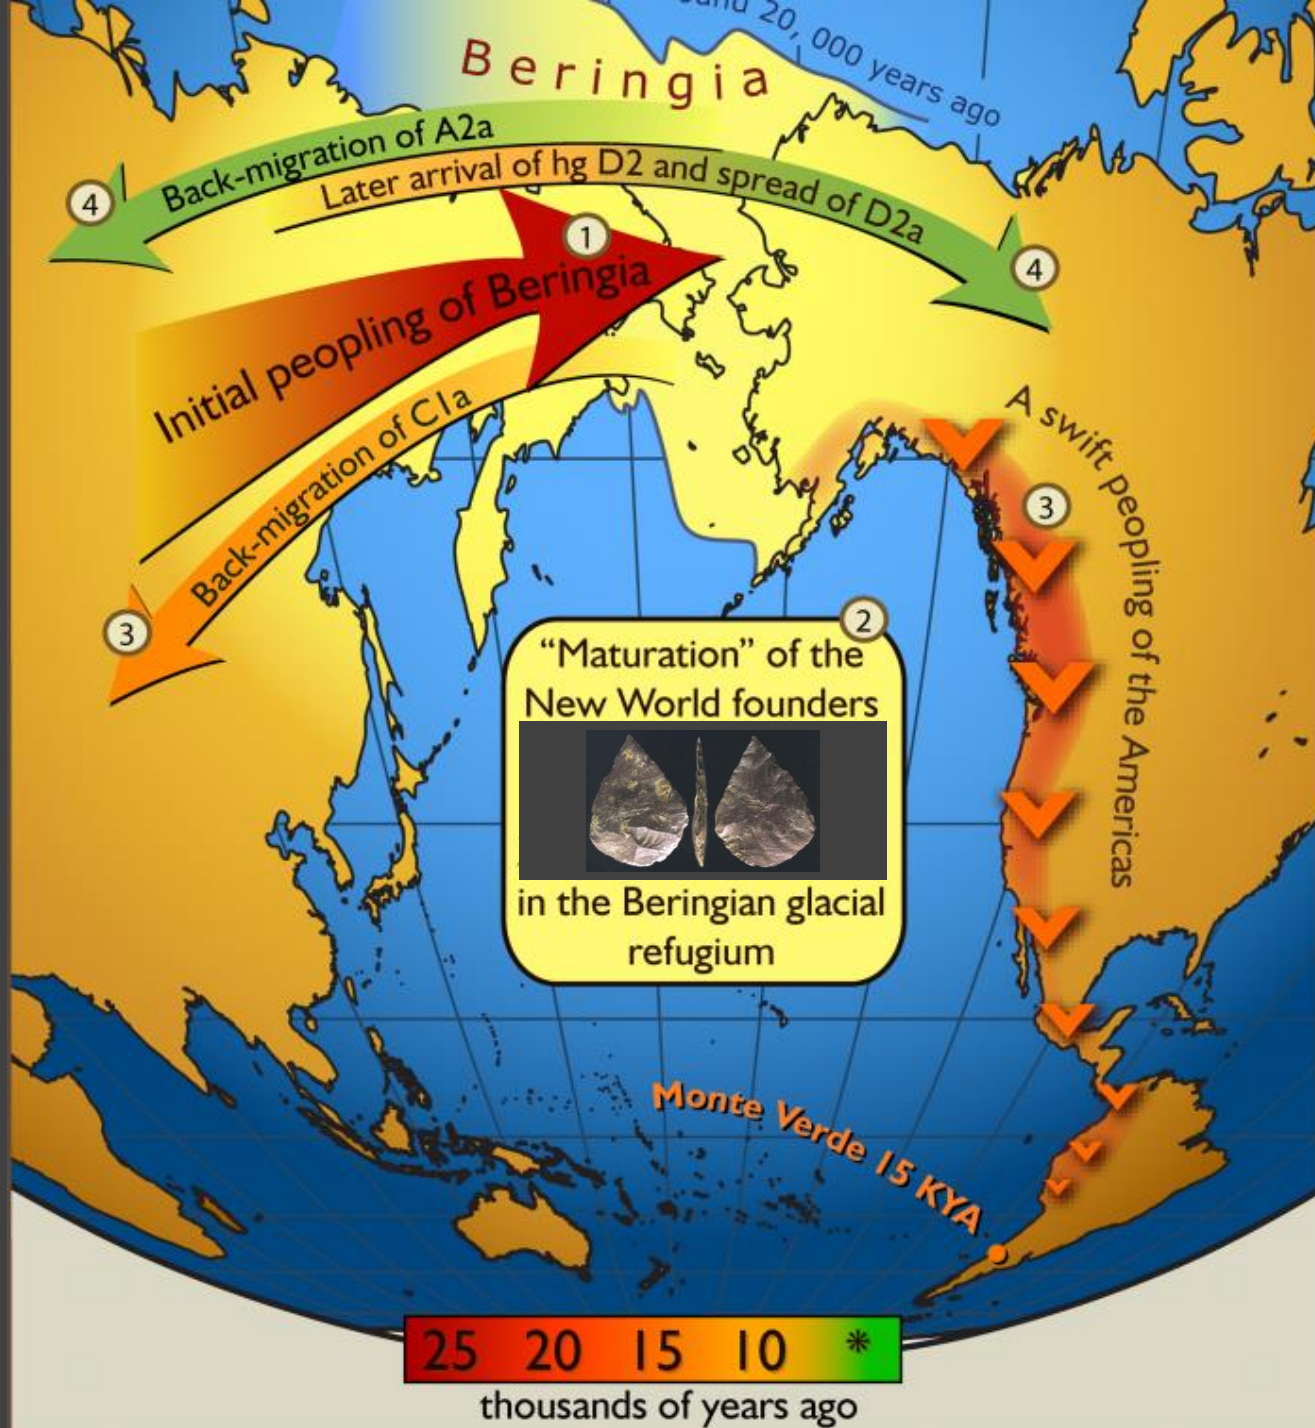 20, 000 years ago
Beringia
Back-migration of A2a
Later arrival of hg D2 and spread of D2a
4
1
4
Initial peopling of Beringia
Back-migration of C1a
3
A swift peopling of the Americas
3
2
“Maturation” of the
New World founders
in the Beringian glacial
refugium
Monte Verde 15 KYA
25 20 15 10 *
thousands of years ago